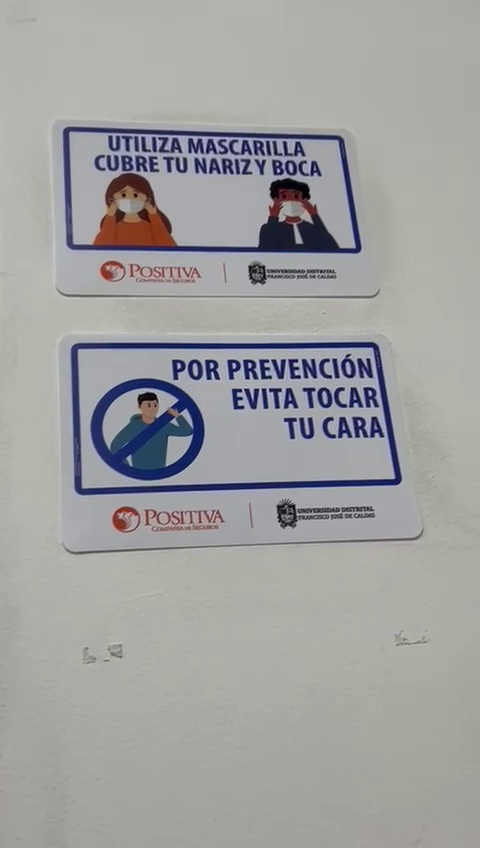 UTILIZA MASCARILLA
CUBRE TU NARIZ Y BOCA
POSITIVA
COMPAÑÍA DE SEGUROS
UNIVERSIDAD DISTRITAL
FRANCISCO JOSÉ DE CALDAS
POR PREVENCIÓN
EVITA TOCAR
TU CARA
POSITIVA
COMPAÑÍA DE SEGUROS
UNIVERSIDAD DISTRITAL
FRANCISCO JOSÉ DE CALDAS